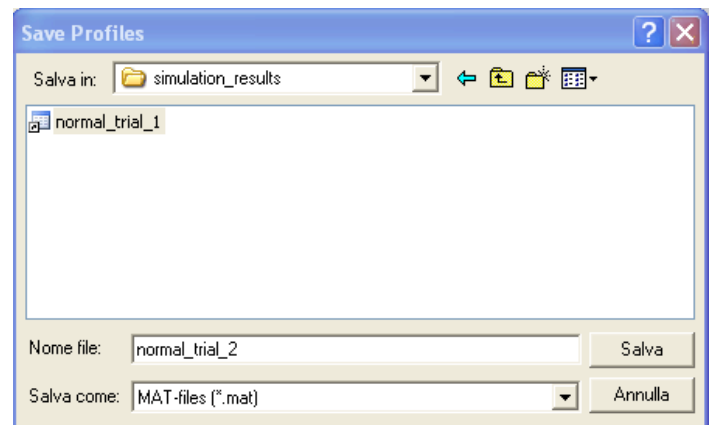 Save Profiles
Salva in: simulation_results
normal_trial_1
Nome file: normal_trial_2 Salva
Salva come: MAT-files (*.mat) Annulla